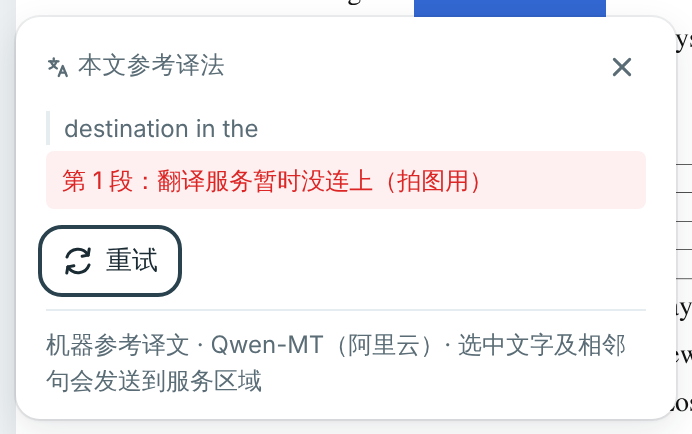 本文参考译法
destination in the
第 1 段：翻译服务暂时没连上（拍图用）
重试
机器参考译文 · Qwen-MT（阿里云）· 选中文字及相邻
句会发送到服务区域